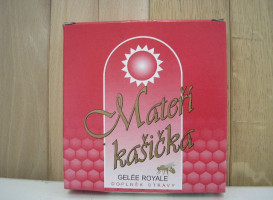 Mateří
kašička
GELÉE ROYALE
DOPLNĚK STRAVY